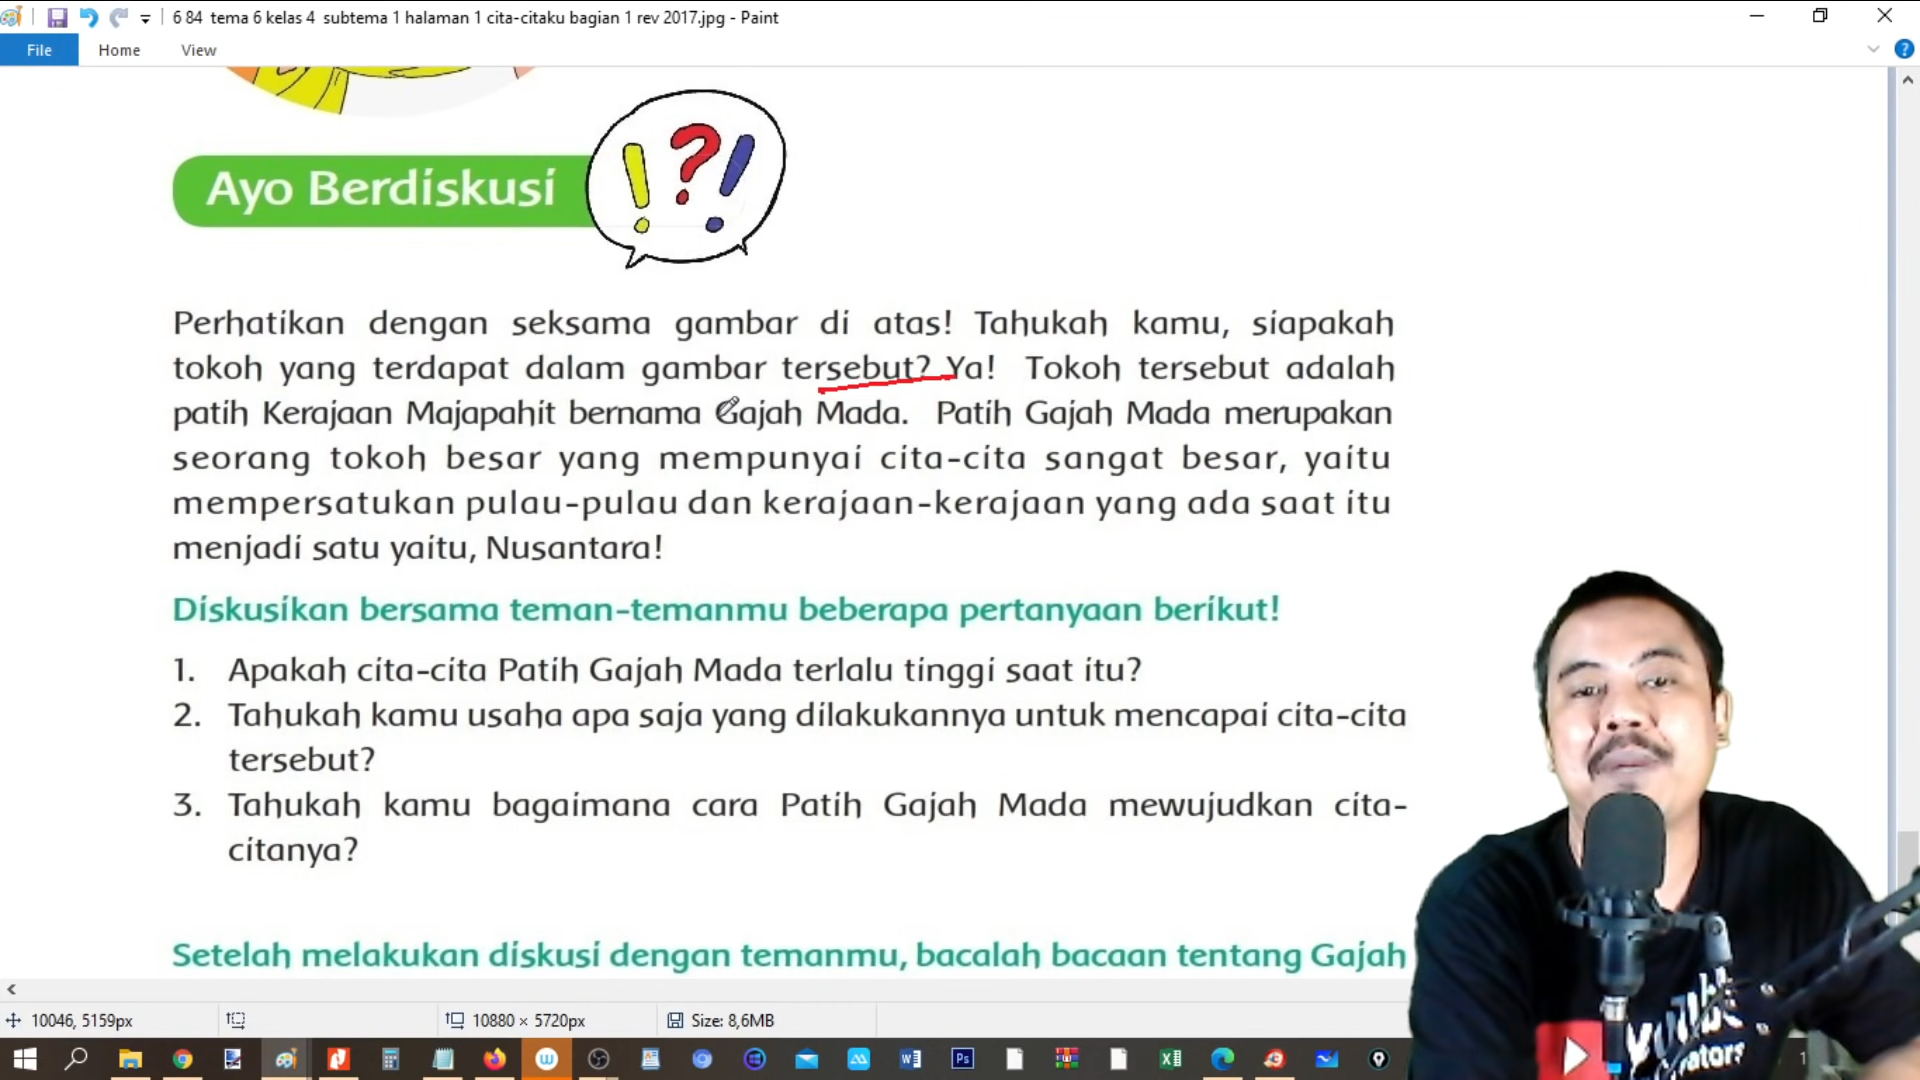 6 84 tema 6 kelas 4 subtema 1 halaman 1 cita-citaku bagian 1 rev 2017.jpg - Paint
File Home View
Ayo Berdiskusi
Perhatikan dengan seksama gambar di atas! Tahukah kamu, siapakah
tokoh yang terdapat dalam gambar tersebut? Ya! Tokoh tersebut adalah
patih Kerajaan Majapahit bernama Gajah Mada. Patih Gajah Mada merupakan
seorang tokoh besar yang mempunyai cita-cita sangat besar, yaitu
mempersatukan pulau-pulau dan kerajaan-kerajaan yang ada saat itu
menjadi satu yaitu, Nusantara!
Diskusikan bersama teman-temanmu beberapa pertanyaan berikut!
1. Apakah cita-cita Patih Gajah Mada terlalu tinggi saat itu?
2. Tahukah kamu usaha apa saja yang dilakukannya untuk mencapai cita-cita
tersebut?
3. Tahukah kamu bagaimana cara Patih Gajah Mada mewujudkan cita-
citanya?
Setelah melakukan diskusi dengan temanmu, bacalah bacaan tentang Gajah
10046, 5159px 10880 × 5720px Size: 8,6MB